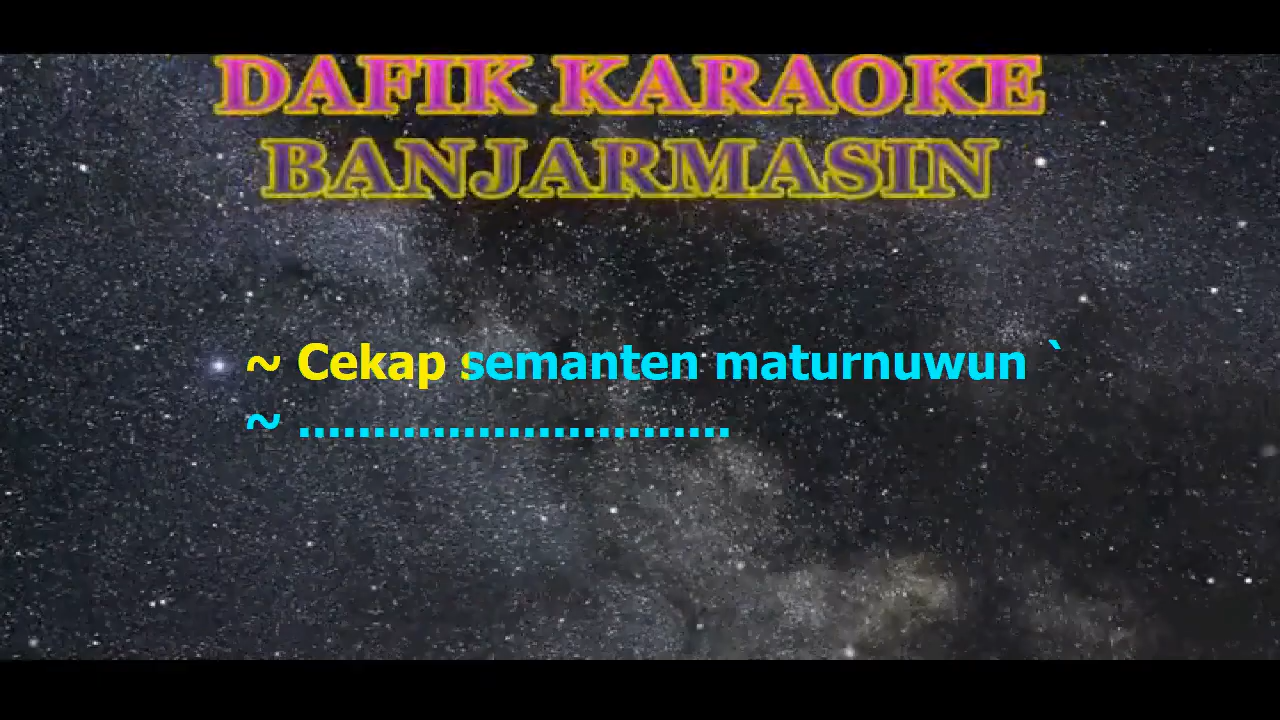 DAFIK KARAOKE
BANJARMASIN
~ Cekap semanten maturnuwun `
~ .............................